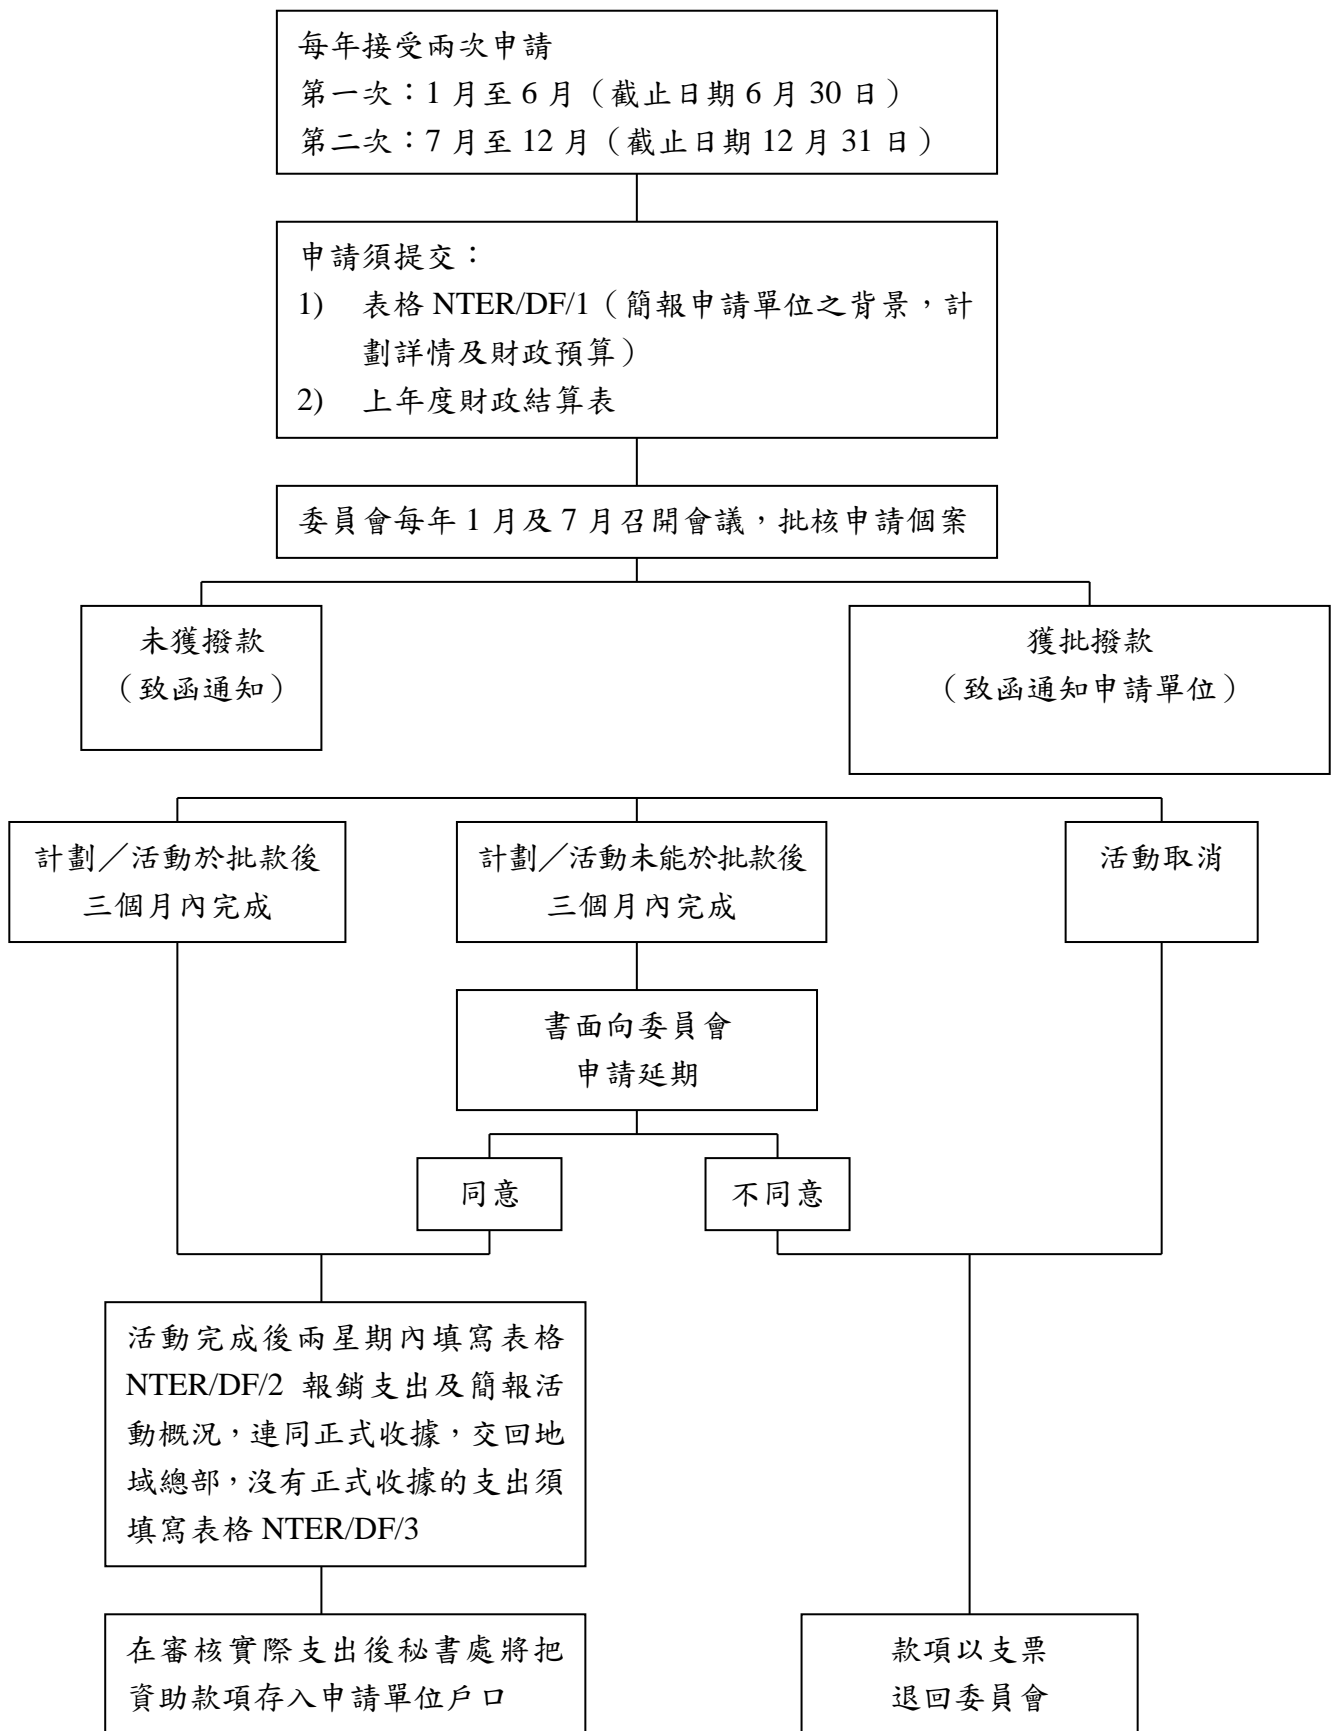 每年接受兩次申請
第一次：1 月至 6 月（截止日期 6 月 30 日）
第二次：7 月至 12 月（截止日期 12 月 31 日）
申請須提交：
1) 表格 NTER/DF/1（簡報申請單位之背景，計
劃詳情及財政預算）
2) 上年度財政結算表
委員會每年 1 月及 7 月召開會議，批核申請個案
未獲撥款
（致函通知）
獲批撥款
（致函通知申請單位）
計劃／活動於批款後
三個月內完成
計劃／活動未能於批款後
三個月內完成
活動取消
書面向委員會
申請延期
同意
不同意
活動完成後兩星期內填寫表格
NTER/DF/2 報銷支出及簡報活
動概況，連同正式收據，交回地
域總部，沒有正式收據的支出須
填寫表格 NTER/DF/3
在審核實際支出後秘書處將把
資助款項存入申請單位戶口
款項以支票
退回委員會